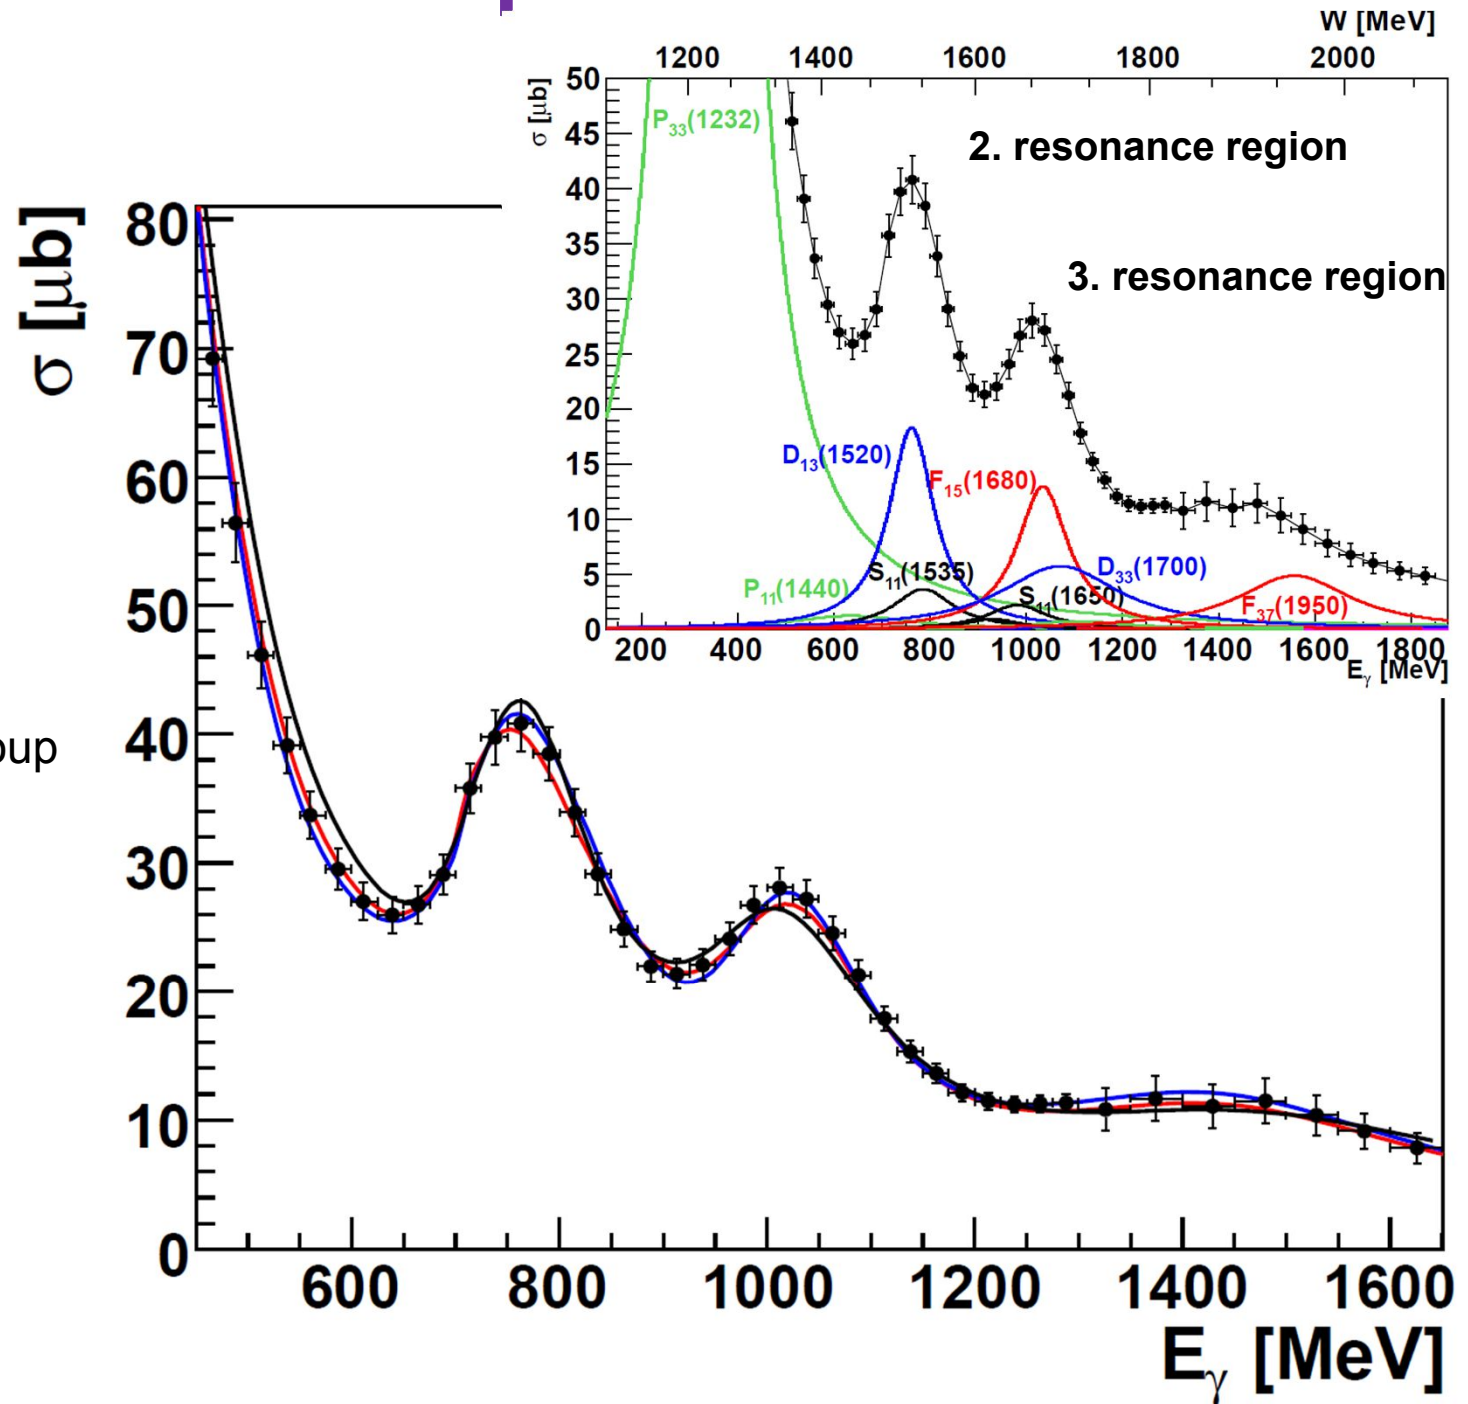 W [MeV]
1200 1400 1600 1800 2000
σ [μb]
50
45
40
35
30
25
20
15
10
5
0
P33(1232)
2. resonance region
3. resonance region
D13(1520)
F15(1680)
P11(1440)
S11(1535)
S11(1650)
D33(1700)
F37(1950)
200 400 600 800 1000 1200 1400 1600 1800
Eγ [MeV]
σ [μb]
80
70
60
50
40
30
20
10
0
600 800 1000 1200 1400 1600
Eγ [MeV]
oup